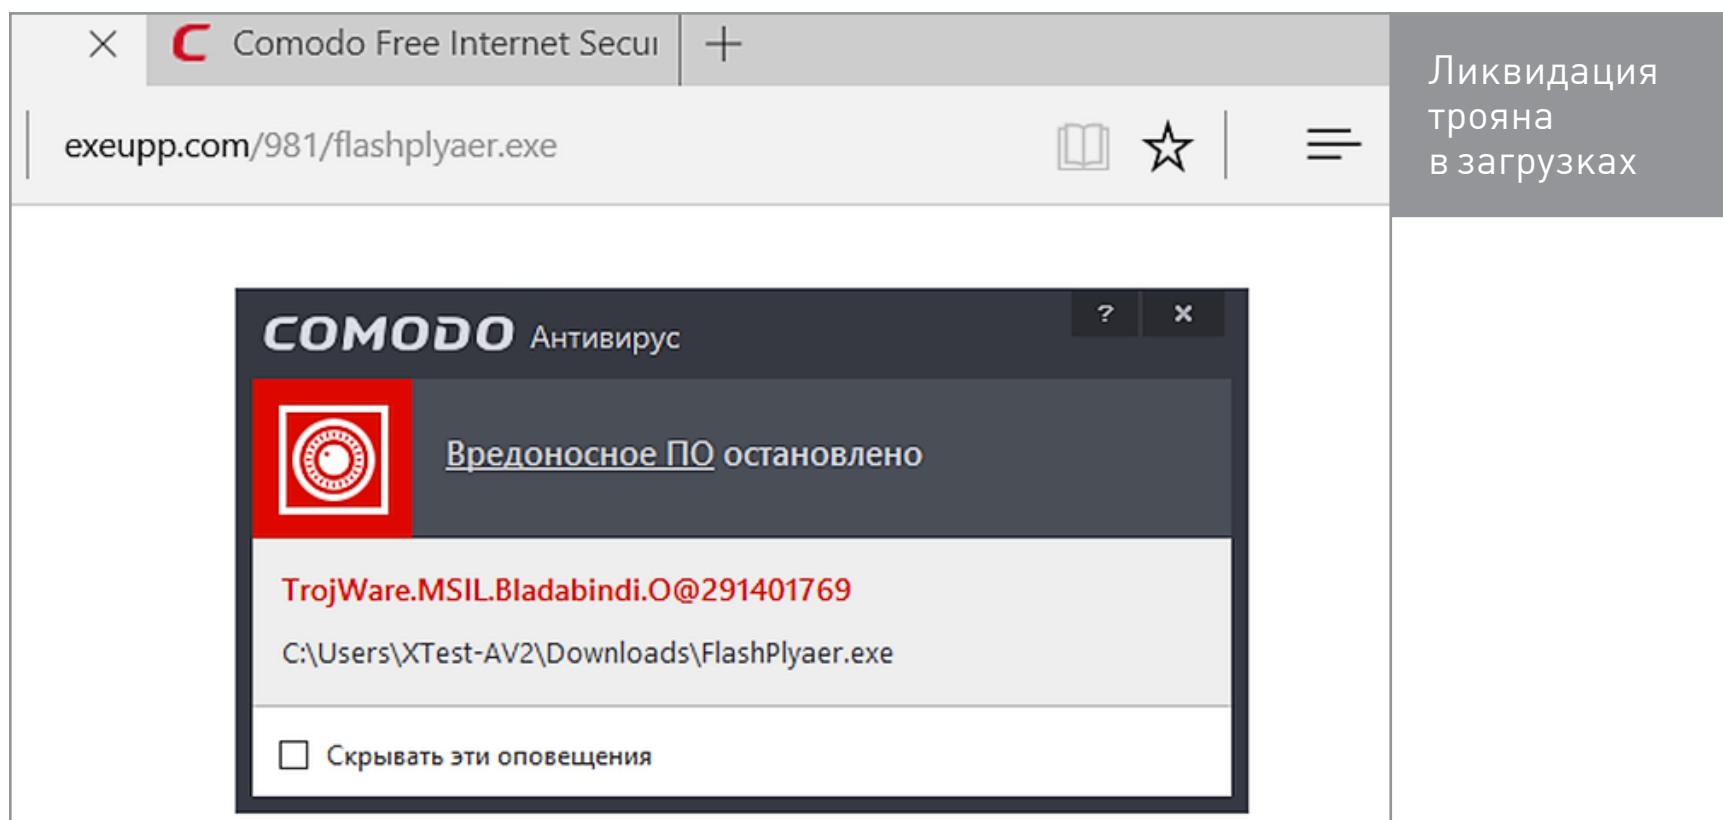 Comodo Free Internet Secu
exeupp.com/981/flashplyaer.exe
Ликвидация
трояна
в загрузках
COMODO Антивирус
?
Вредоносное ПО остановлено
TrojWare.MSIL.Bladabindi.O@291401769
C:\Users\XTest-AV2\Downloads\FlashPlyaer.exe
Скрывать эти оповещения